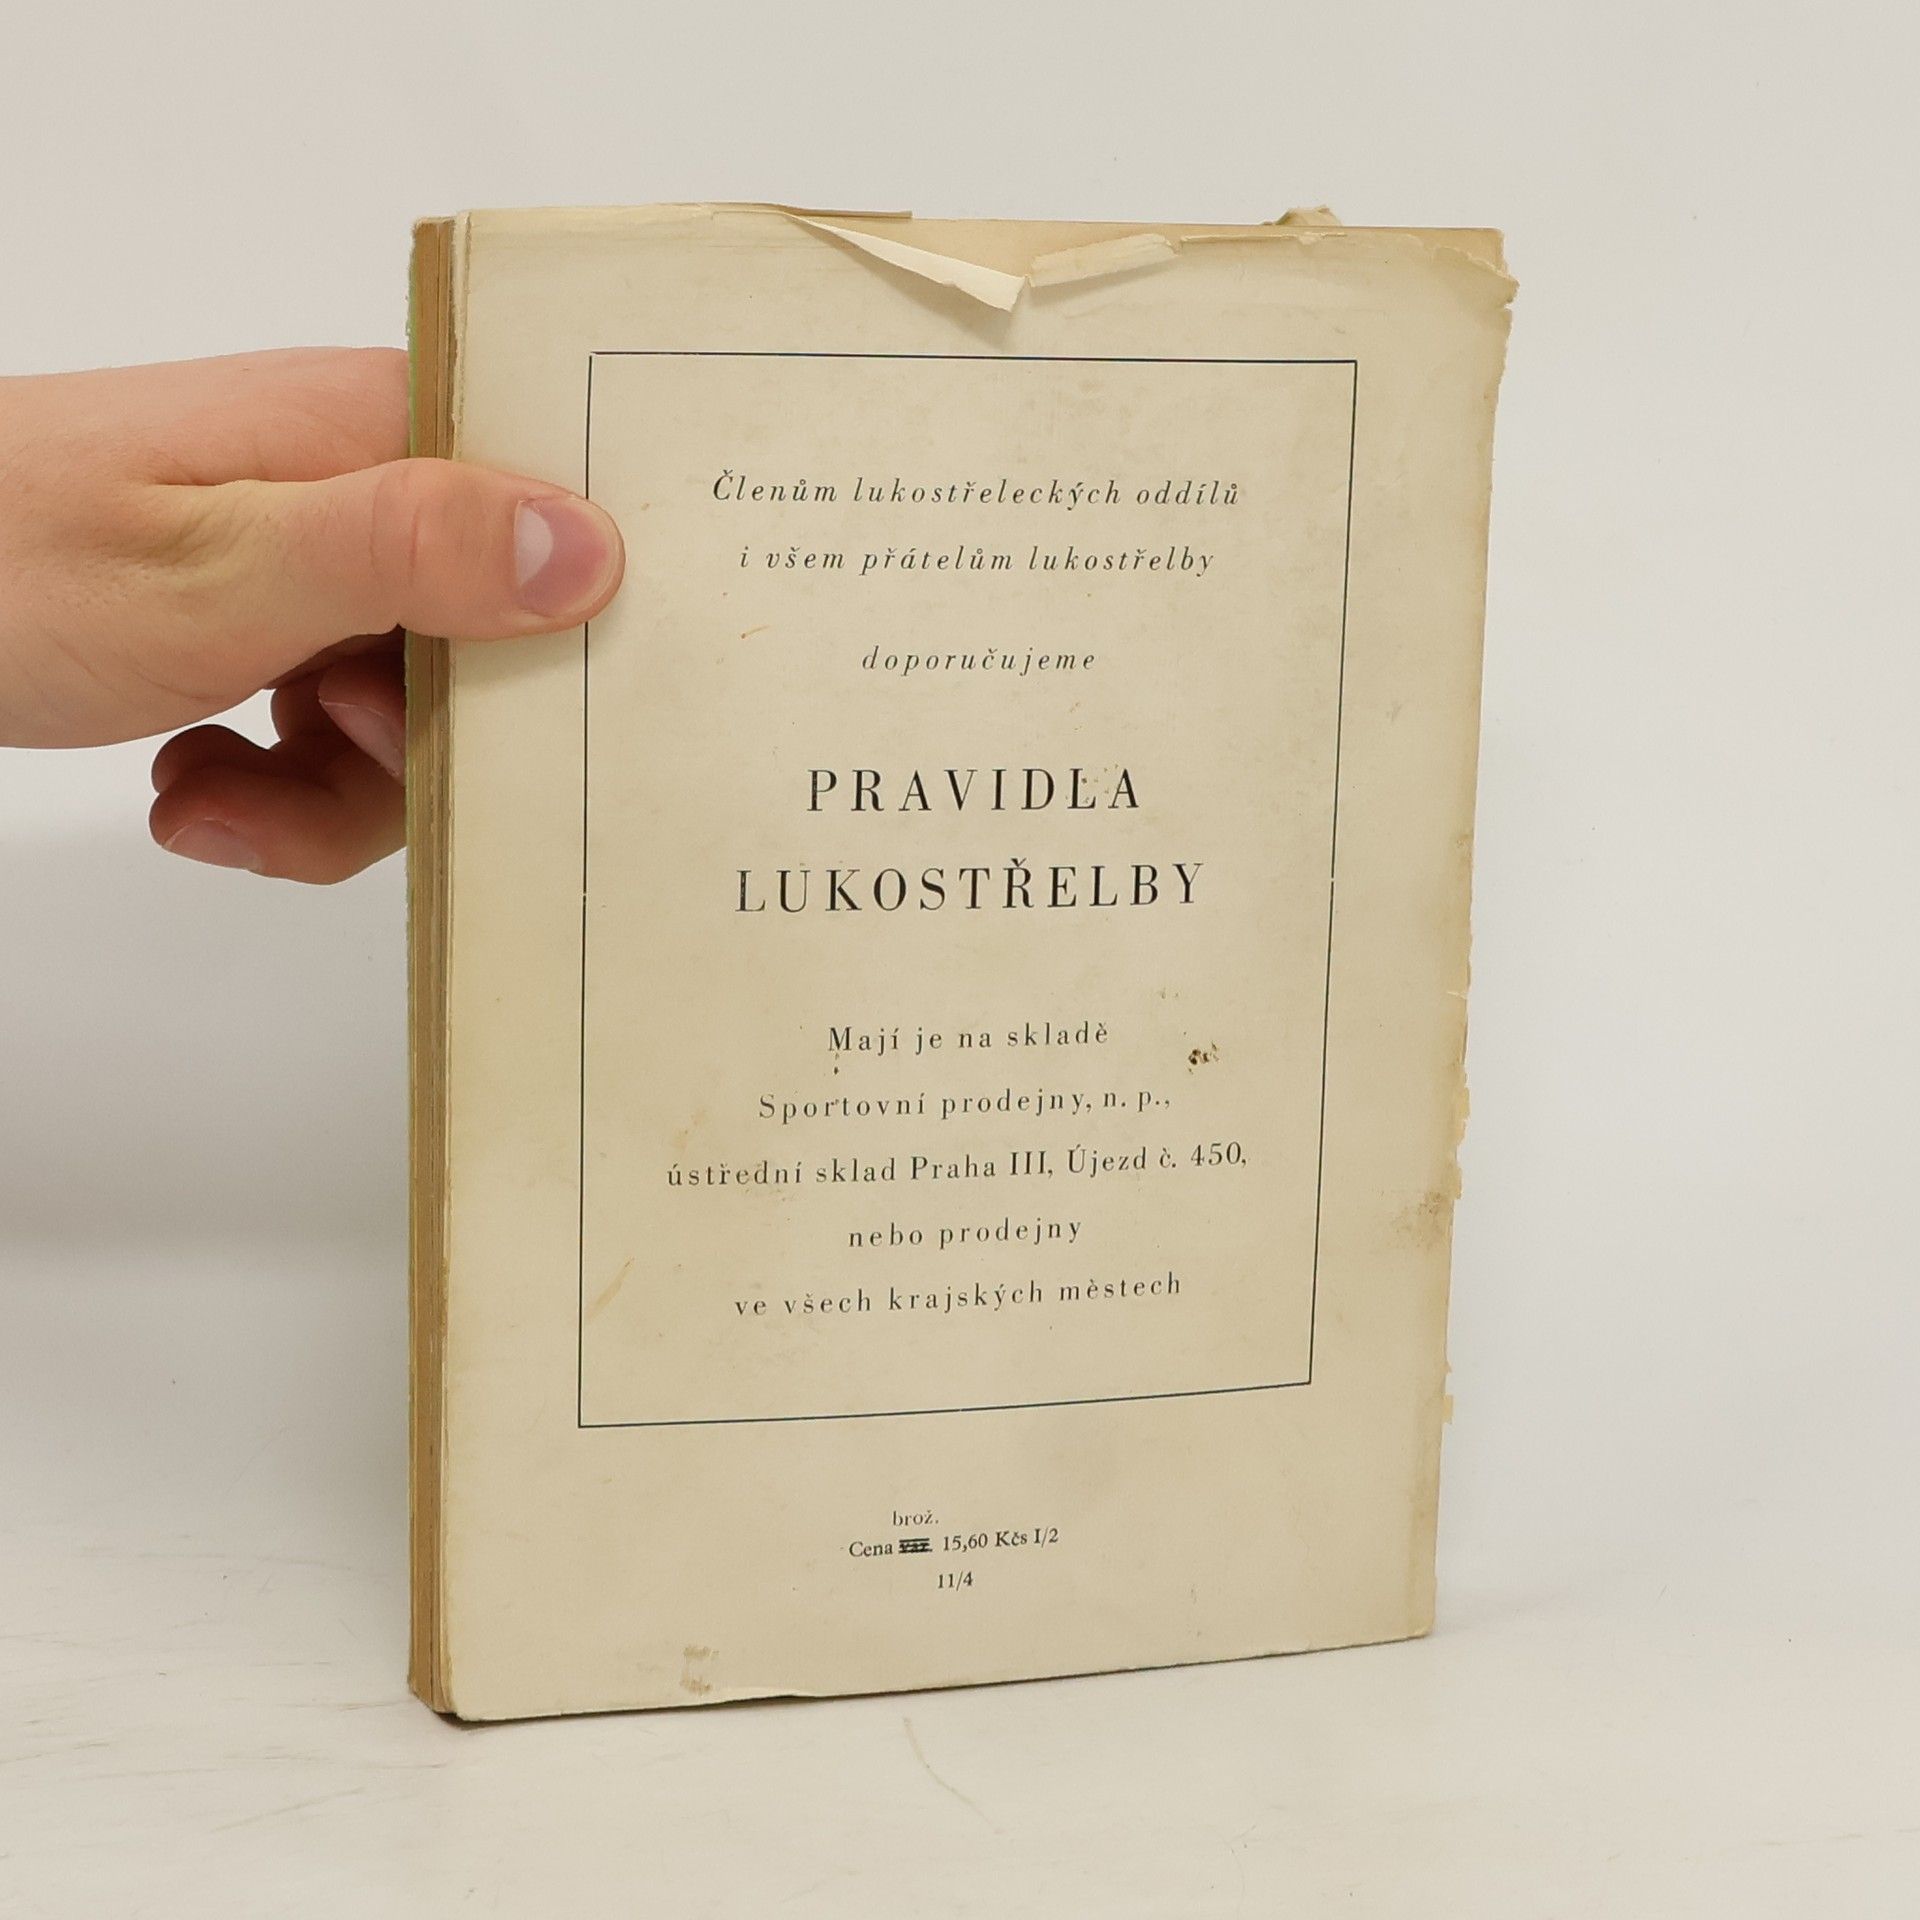 Členům lukostřeleckých oddílů
i všem přátelům lukostřelby
doporučujeme
PRAVIDLA
LUKOSTŘELBY
Mají je na skladě
Sportovní prodejny, n. p.,
ústřední sklad Praha III, Újezd č. 450,
nebo prodejny
ve všech krajských městech
brož.
Cena 15,60 Kčs I/2
11/4